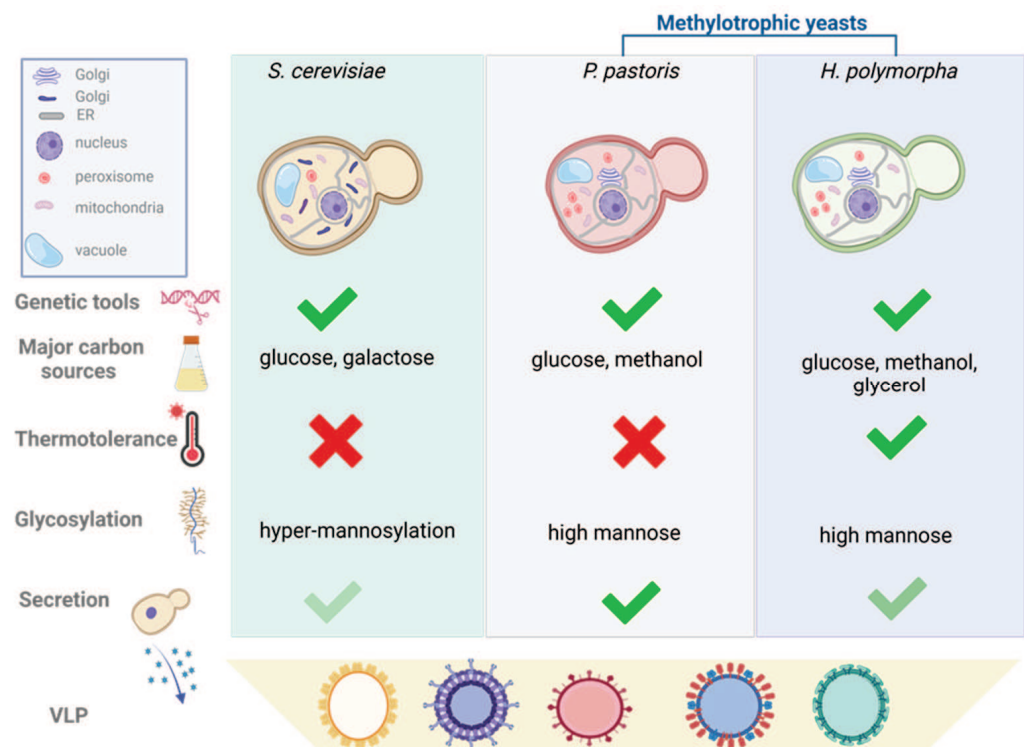 Methylotrophic yeasts
S. cerevisiae
P. pastoris
H. polymorpha
Golgi
Golgi
ER
nucleus
peroxisome
mitochondria
vacuole
Genetic tools
Major carbon
sources
glucose, galactose
glucose, methanol
glucose, methanol,
glycerol
Thermotolerance
Glycosylation
hyper-mannosylation
high mannose
high mannose
Secretion
VLP